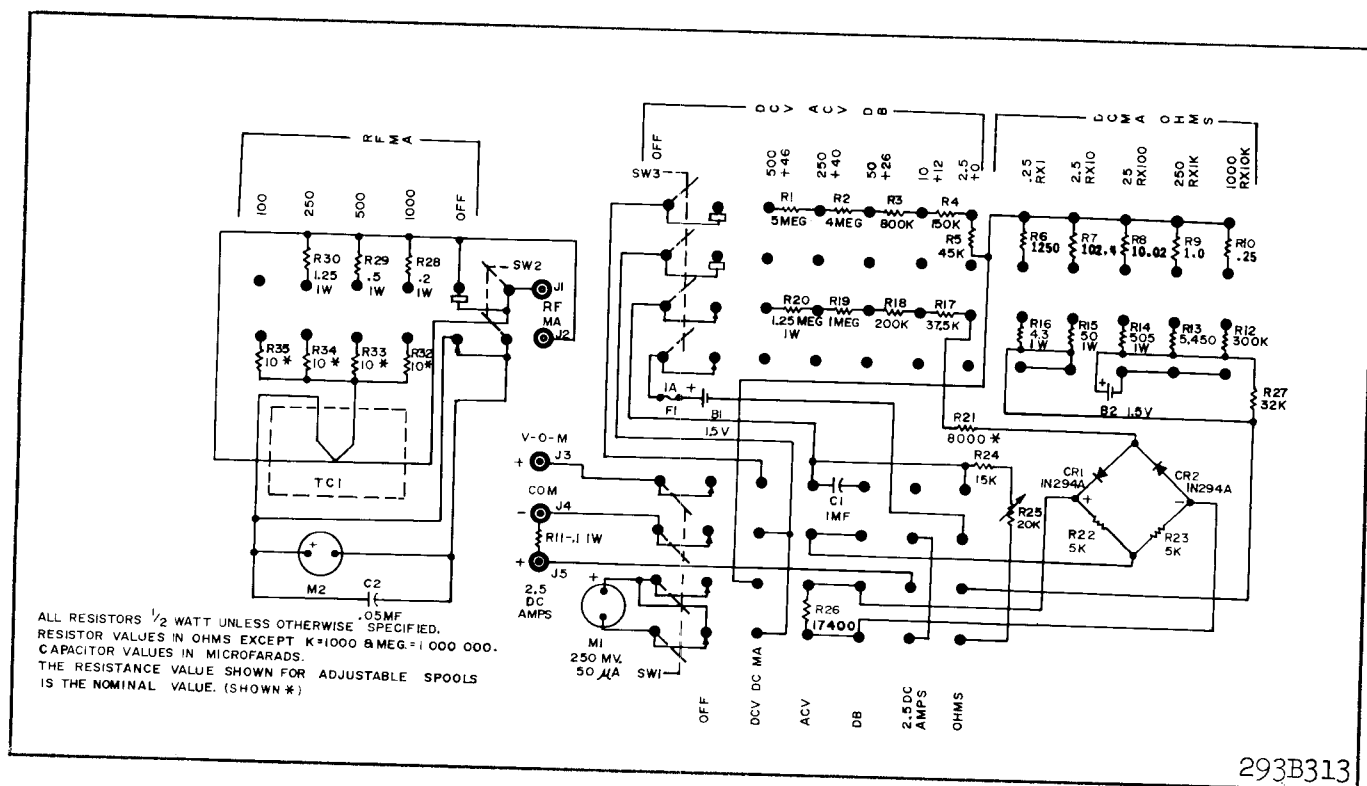 RFMA
100
250
500
1000
OFF
R30
1.25
1W
R29
.5
1W
R28
.2
1W
SW2
J1
RF
MA
J2
R35
10*
R34
10*
R33
10*
R32
10*
TC1
M2
+
C2
.05MF
DCV ACV DB
OFF
SW3
500
+46
250
+40
50
+26
10
+12
2.5
+0
R1
5MEG
R2
4MEG
R3
800K
R4
150K
R5
45K
R20
1.25MEG
1W
R19
1MEG
R18
200K
R17
37.5K
1A
F1
+
B1
1.5V
DCMA OHMS
.25
RX1
2.5
RX10
25
RX100
250
RX1K
1000
RX10K
R6
1250
R7
102.4
R8
10.02
R9
1.0
R10
.25
R16
4.3
1W
R15
50
1W
R14
505
1W
R13
5,450
R12
300K
+
B2 1.5V
R27
32K
R21
8000 *
R24
15K
R25
20K
CR1
1N294A
CR2
1N294A
+
-
R22
5K
R23
5K
V-O-M
+
J3
COM
-
J4
R11-.1 1W
+
J5
2.5
DC
AMPS
+
M1
250 MV.
50 µA
SW1
C1
1MF
R26
17400
OFF
DCV DC MA
ACV
DB
2.5 DC
AMPS
OHMS
ALL RESISTORS 1/2 WATT UNLESS OTHERWISE SPECIFIED.
RESISTOR VALUES IN OHMS EXCEPT K=1000 & MEG.=1 000 000.
CAPACITOR VALUES IN MICROFARADS.
THE RESISTANCE VALUE SHOWN FOR ADJUSTABLE SPOOLS
IS THE NOMINAL VALUE. (SHOWN *)
293B313